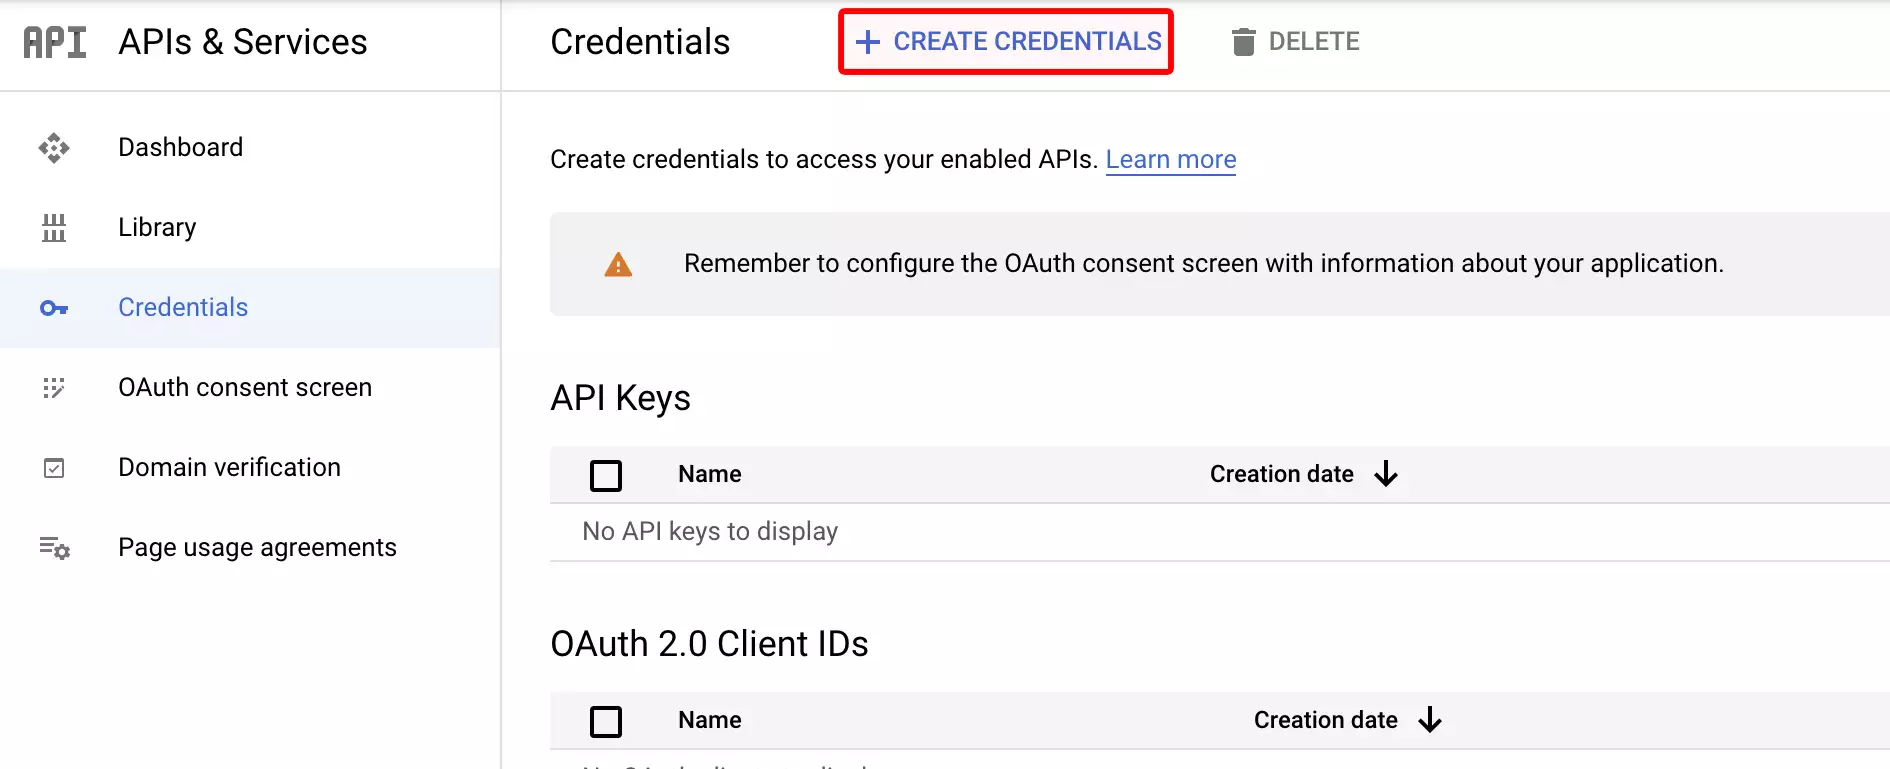 API APIs & Services
Credentials
+ CREATE CREDENTIALS
DELETE
Dashboard
Library
Credentials
OAuth consent screen
Domain verification
Page usage agreements
Create credentials to access your enabled APIs. Learn more
Remember to configure the OAuth consent screen with information about your application.
API Keys
Name Creation date
No API keys to display
OAuth 2.0 Client IDs
Name Creation date